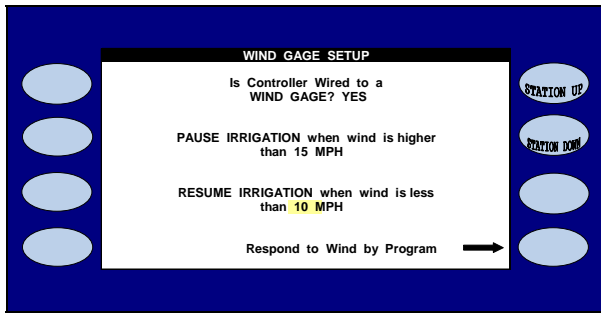 WIND GAGE SETUP
Is Controller Wired to a
WIND GAGE? YES
STATION UP
PAUSE IRRIGATION when wind is higher
than 15 MPH
STATION DOWN
RESUME IRRIGATION when wind is less
than 10 MPH
Respond to Wind by Program